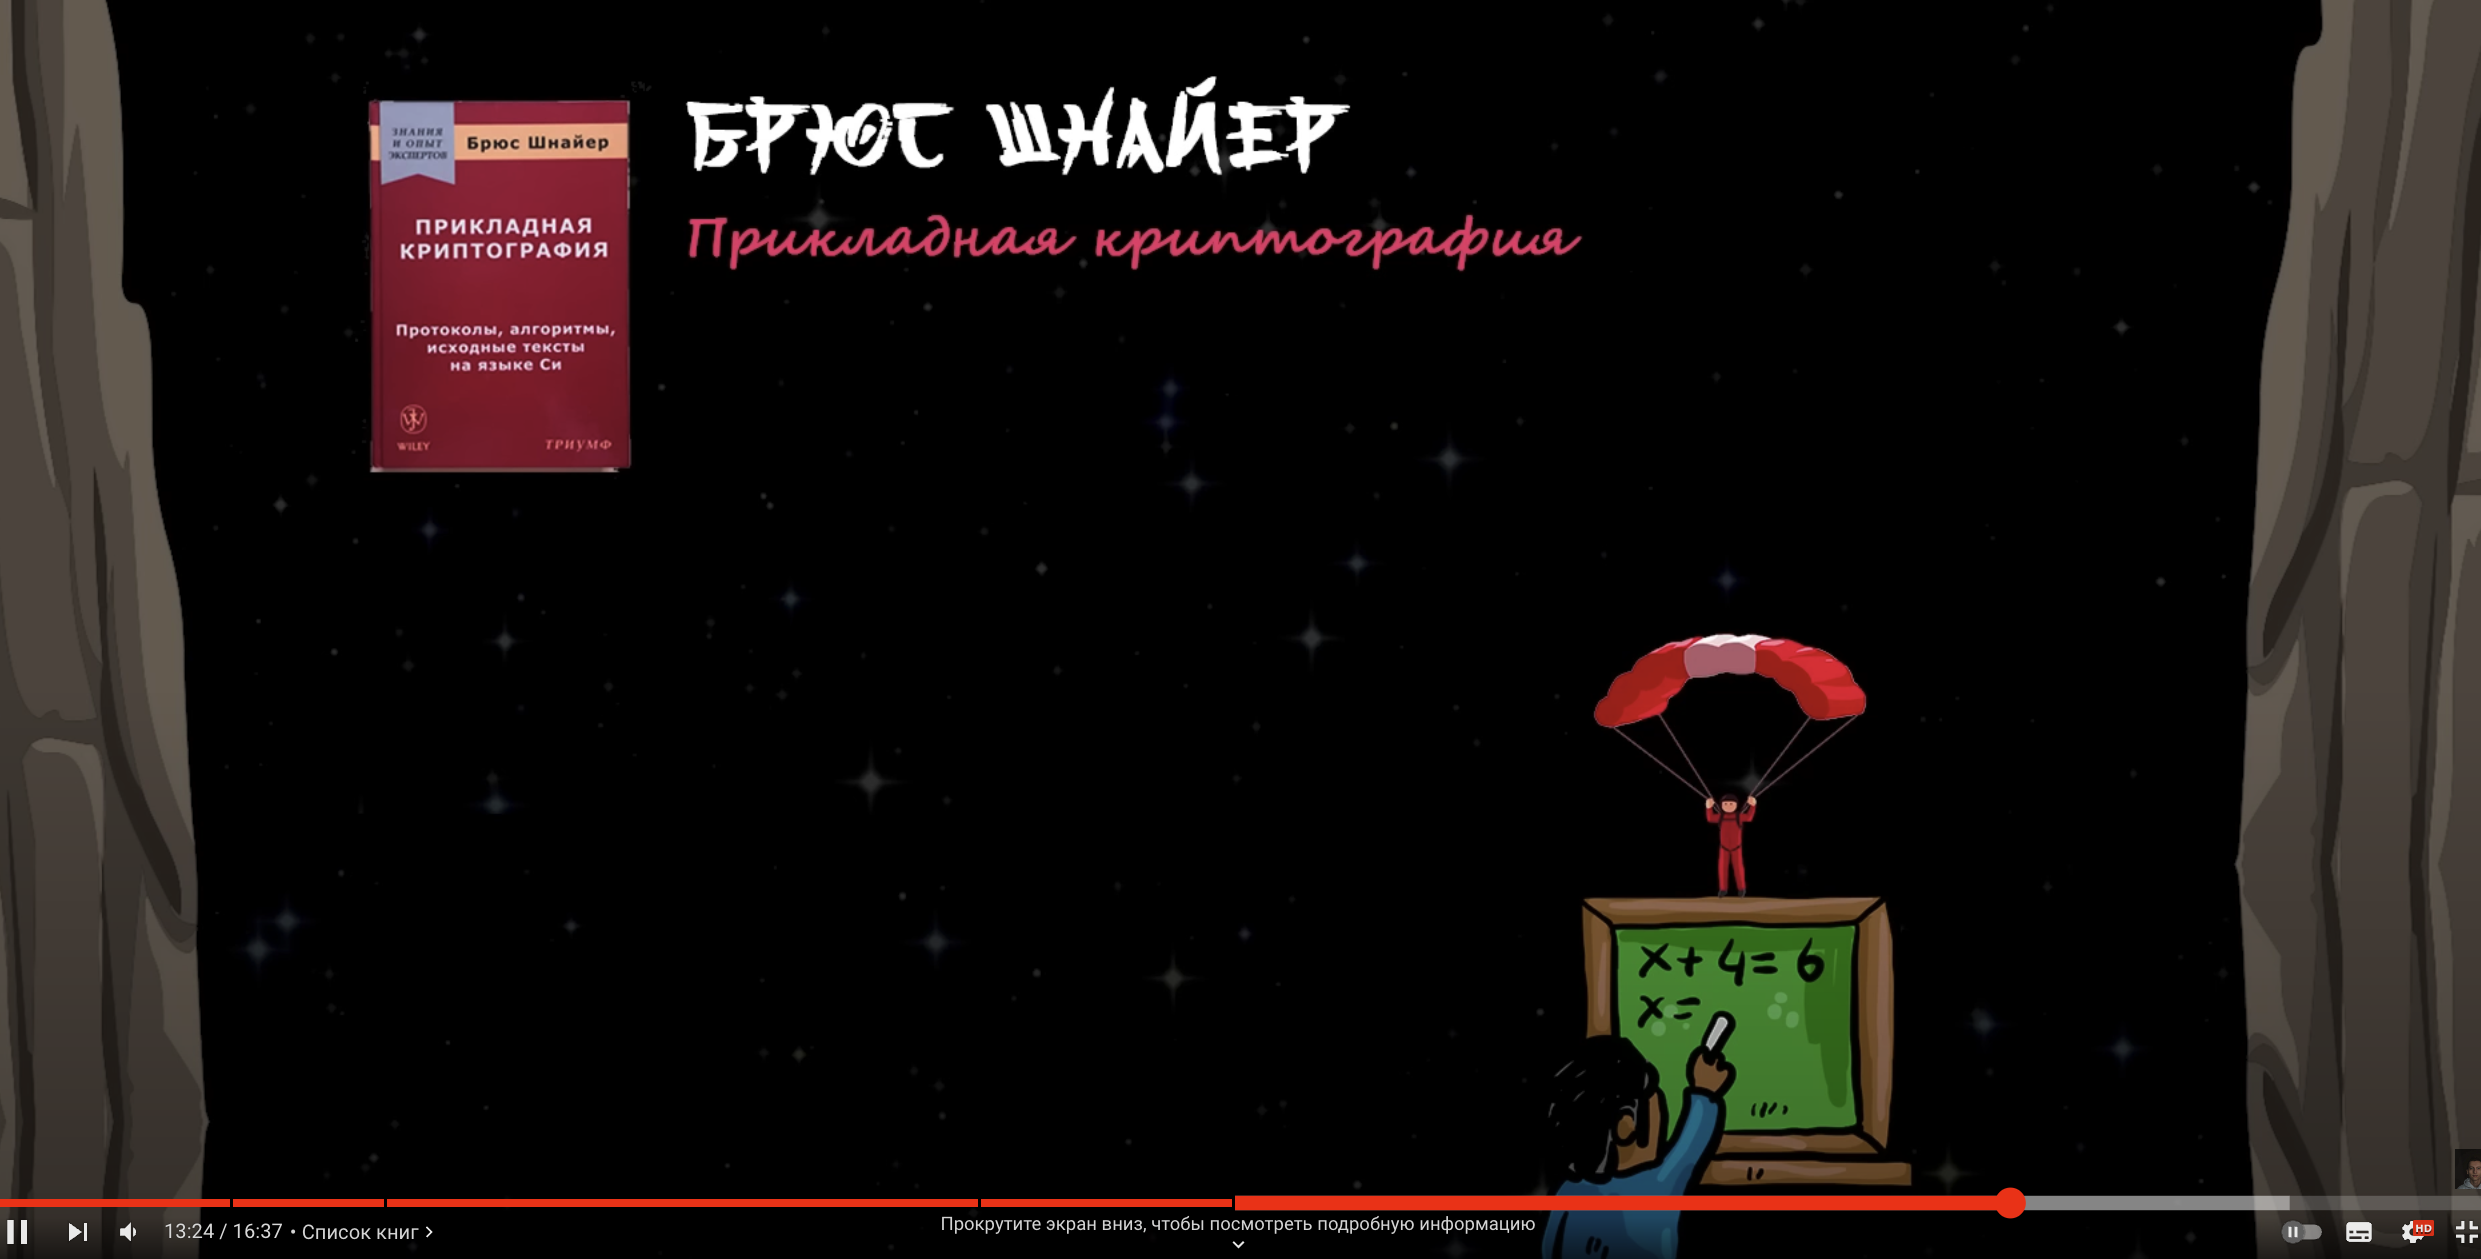 ЗНАНИЯ
И ОПЫТ
ЭКСПЕРТОВ
Брюс Шнайер
ПРИКЛАДНАЯ
КРИПТОГРАФИЯ
Протоколы, алгоритмы,
исходные тексты
на языке Си
WILEY
ТРИУМФ
БРЮС ШНАЙЕР
Прикладная криптография
x+4=6
x=
13:24 / 16:37 • Список книг
Прокрутите экран вниз, чтобы посмотреть подробную информацию
HD